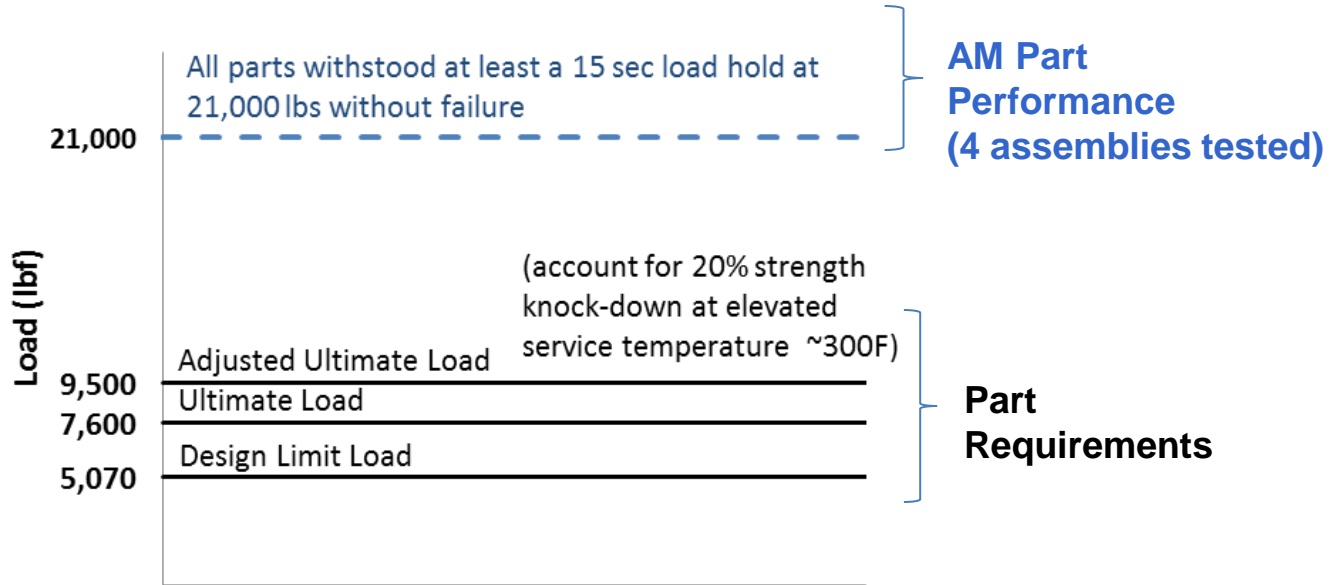 All parts withstood at least a 15 sec load hold at
21,000 lbs without failure
AM Part
Performance
(4 assemblies tested)
21,000
Load (lbf)
(account for 20% strength
knock-down at elevated
service temperature ~300F)
Adjusted Ultimate Load
9,500
Ultimate Load
7,600
Design Limit Load
5,070
Part
Requirements